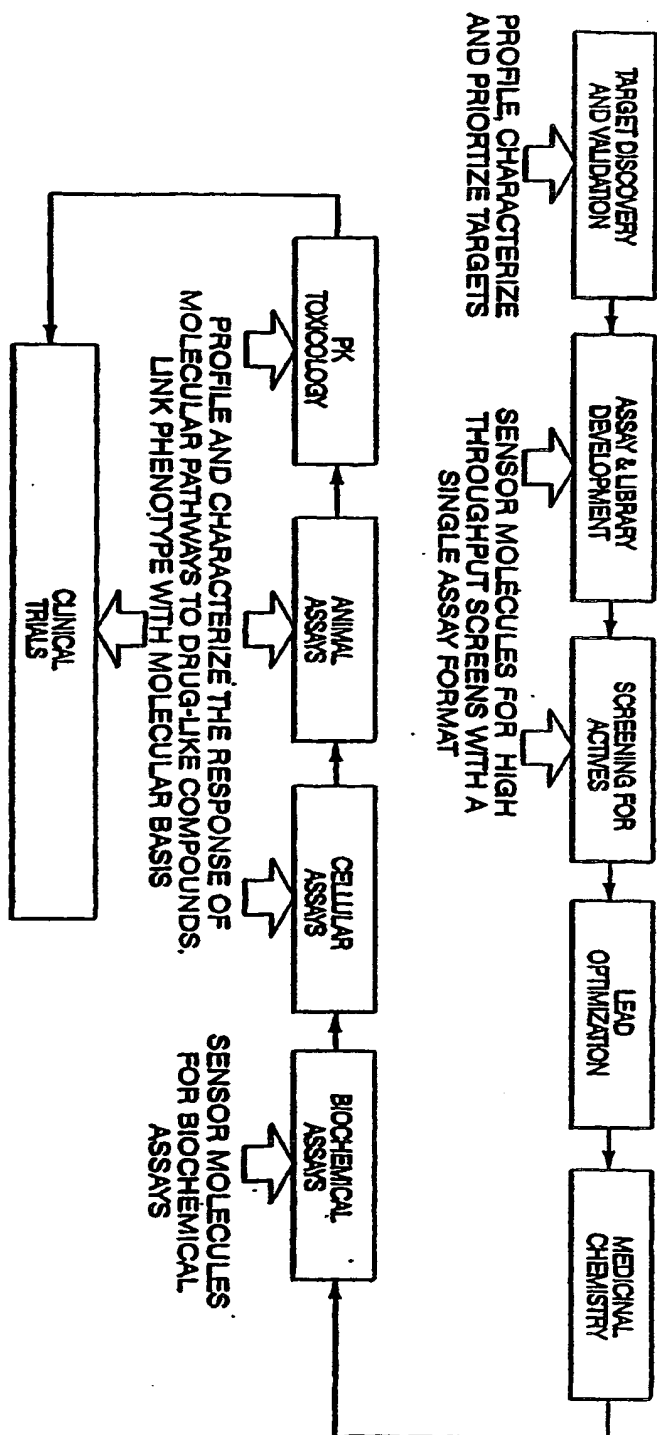 TARGET DISCOVERY
AND VALIDATION
ASSAY & LIBRARY
DEVELOPMENT
SCREENING FOR
ACTIVES
LEAD
OPTIMIZATION
MEDICINAL
CHEMISTRY
PROFILE, CHARACTERIZE
AND PRIORTIZE TARGETS
SENSOR MOLECULES FOR HIGH
THROUGHPUT SCREENS WITH A
SINGLE ASSAY FORMAT
PK
TOXICOLOGY
ANIMAL
ASSAYS
CELLULAR
ASSAYS
BIOCHEMICAL
ASSAYS
PROFILE AND CHARACTERIZE THE RESPONSE OF
MOLECULAR PATHWAYS TO DRUG-LIKE COMPOUNDS.
LINK PHENOTYPE WITH MOLECULAR BASIS
SENSOR MOLECULES
FOR BIOCHEMICAL
ASSAYS
CLINICAL
TRIALS